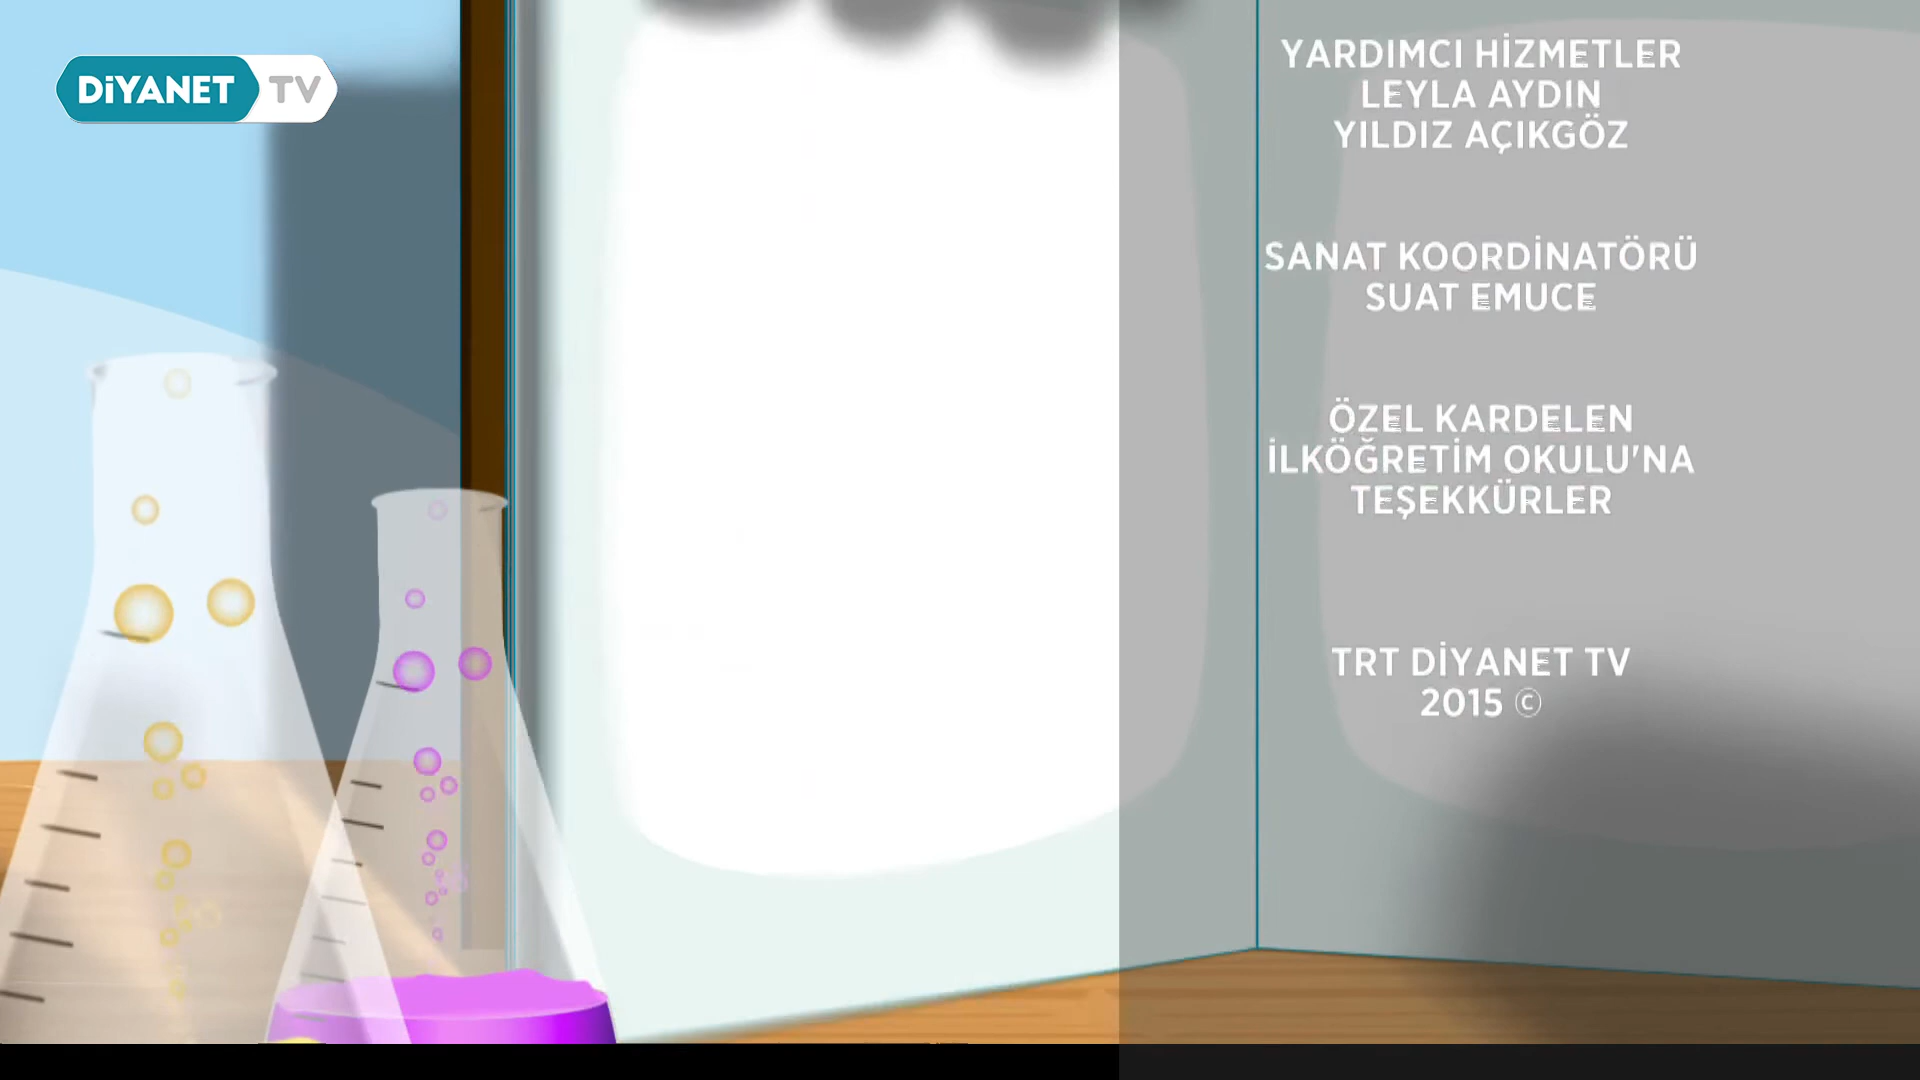 DİYANET TV
YARDIMCI HİZMETLER
LEYLA AYDIN
YILDIZ AÇIKGÖZ
SANAT KOORDİNATÖRÜ
SUAT EMUCE
ÖZEL KARDELEN
İLKÖĞRETİM OKULU'NA
TEŞEKKÜRLER
TRT DİYANET TV
2015 ©